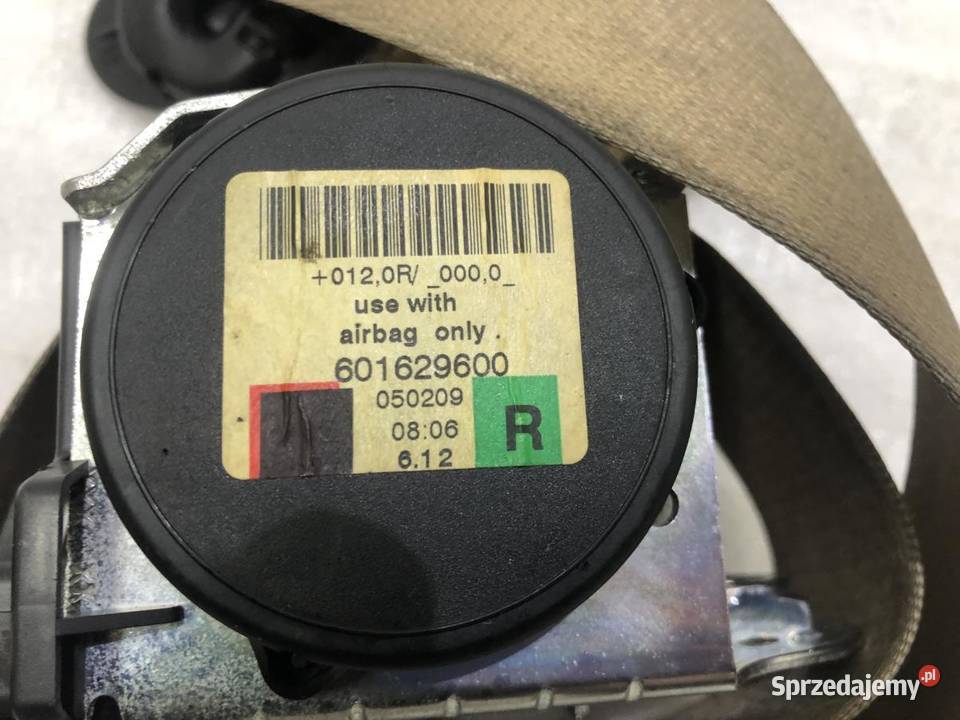 +012,0R/ _000,0_
use with
airbag only .
601629600
050209
08:06
6.12
R
Sprzedajemy.pl